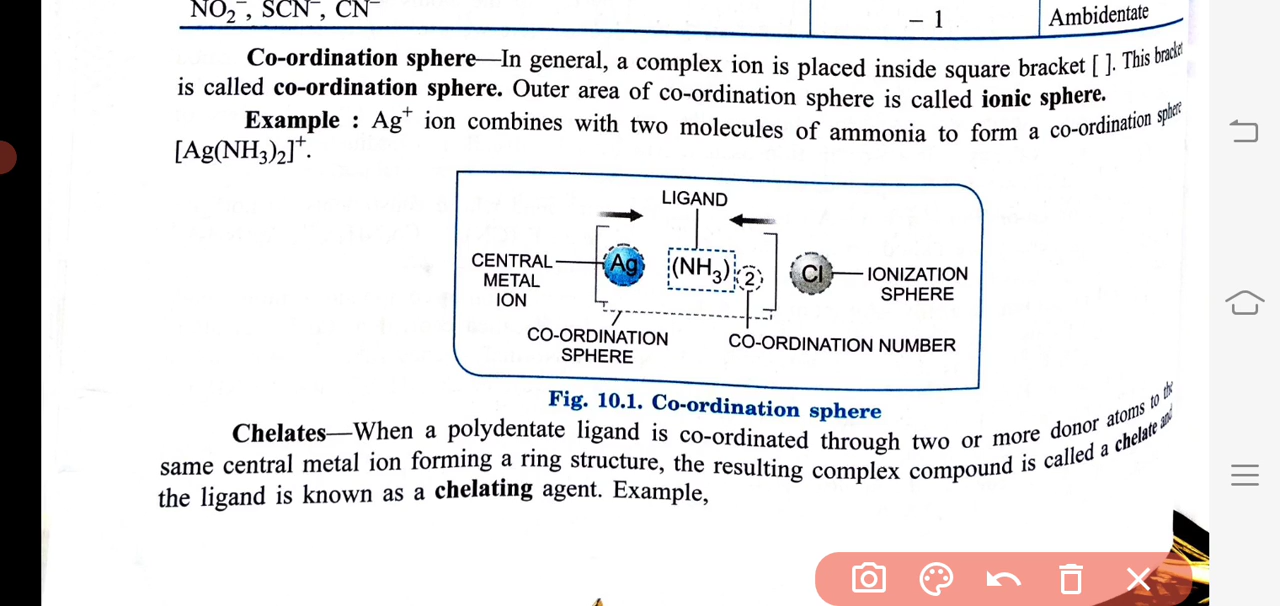 NO₂⁻, SCN⁻, CN⁻
– 1
Ambidentate
Co-ordination sphere—In general, a complex ion is placed inside square bracket [ ]. This bracket
is called co-ordination sphere. Outer area of co-ordination sphere is called ionic sphere.
Example : Ag⁺ ion combines with two molecules of ammonia to form a co-ordination sphere
[Ag(NH₃)₂]⁺.
LIGAND
CENTRAL
METAL
ION
[Ag (NH₃)₂] Cl
IONIZATION
SPHERE
CO-ORDINATION
SPHERE
CO-ORDINATION NUMBER
Fig. 10.1. Co-ordination sphere
Chelates—When a polydentate ligand is co-ordinated through two or more donor atoms to the
same central metal ion forming a ring structure, the resulting complex compound is called a chelate and
the ligand is known as a chelating agent. Example,